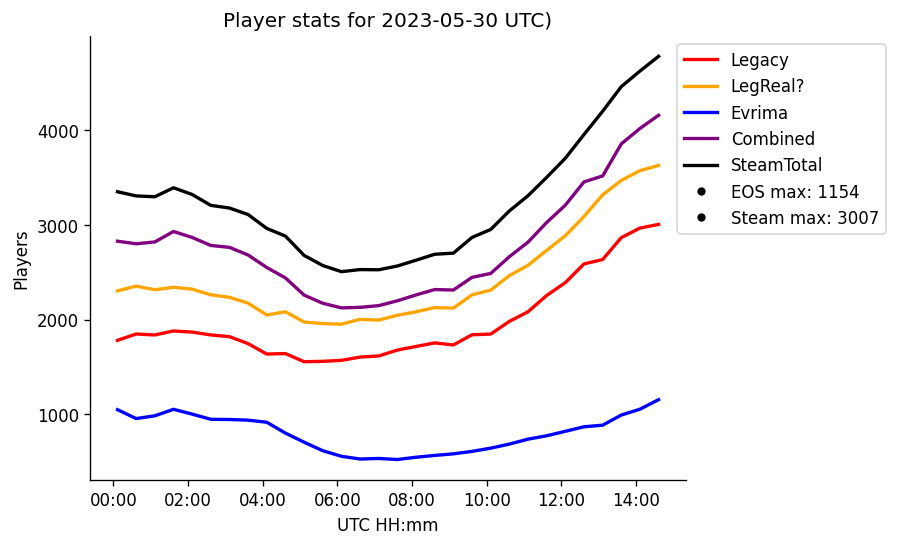 Player stats for 2023-05-30 UTC)
Legacy
LegReal?
Evrima
Combined
SteamTotal
EOS max: 1154
Steam max: 3007
4000
3000
2000
1000
Players
00:00 02:00 04:00 06:00 08:00 10:00 12:00 14:00
UTC HH:mm